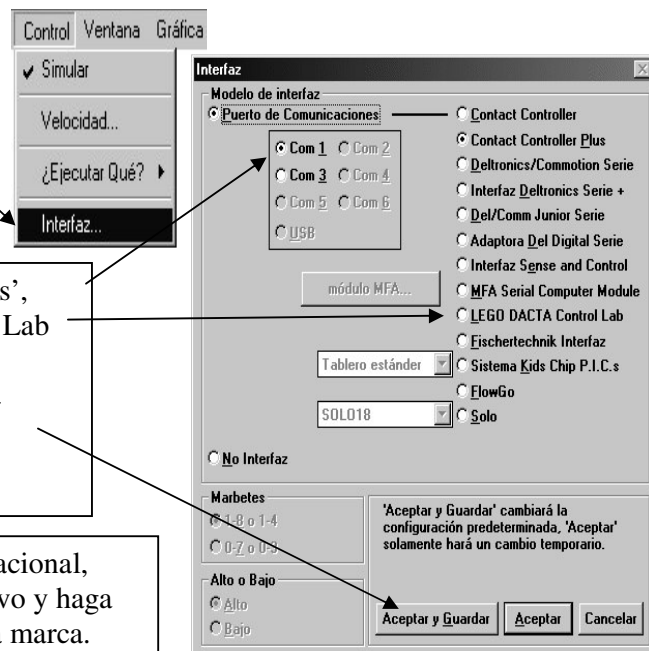 Control Ventana Gráfica
Simular
Velocidad...
¿Ejecutar Qué?
Interfaz...
s',
Lab
acional,
vo y haga
marca.
Interfaz
Modelo de interfaz
Puerto de Comunicaciones
Com 1 Com 2
Com 3 Com 4
Com 5 Com 6
USB
módulo MFA...
Tablero estándar
SOLO18
No Interfaz
Contact Controller
Contact Controller Plus
Deltronics/Commotion Serie
Interfaz Deltronics Serie +
Del/Comm Junior Serie
Adaptora Del Digital Serie
Interfaz Sense and Control
MFA Serial Computer Module
LEGO DACTA Control Lab
Fischertechnik Interfaz
Sistema Kids Chip P.I.C.s
FlowGo
Solo
Marbetes
1-8 o 1-4
0-7 o 0-3
Alto o Bajo
Alto
Bajo
'Aceptar y Guardar' cambiará la
configuración predeterminada, 'Aceptar'
solamente hará un cambio temporario.
Aceptar y Guardar Aceptar Cancelar